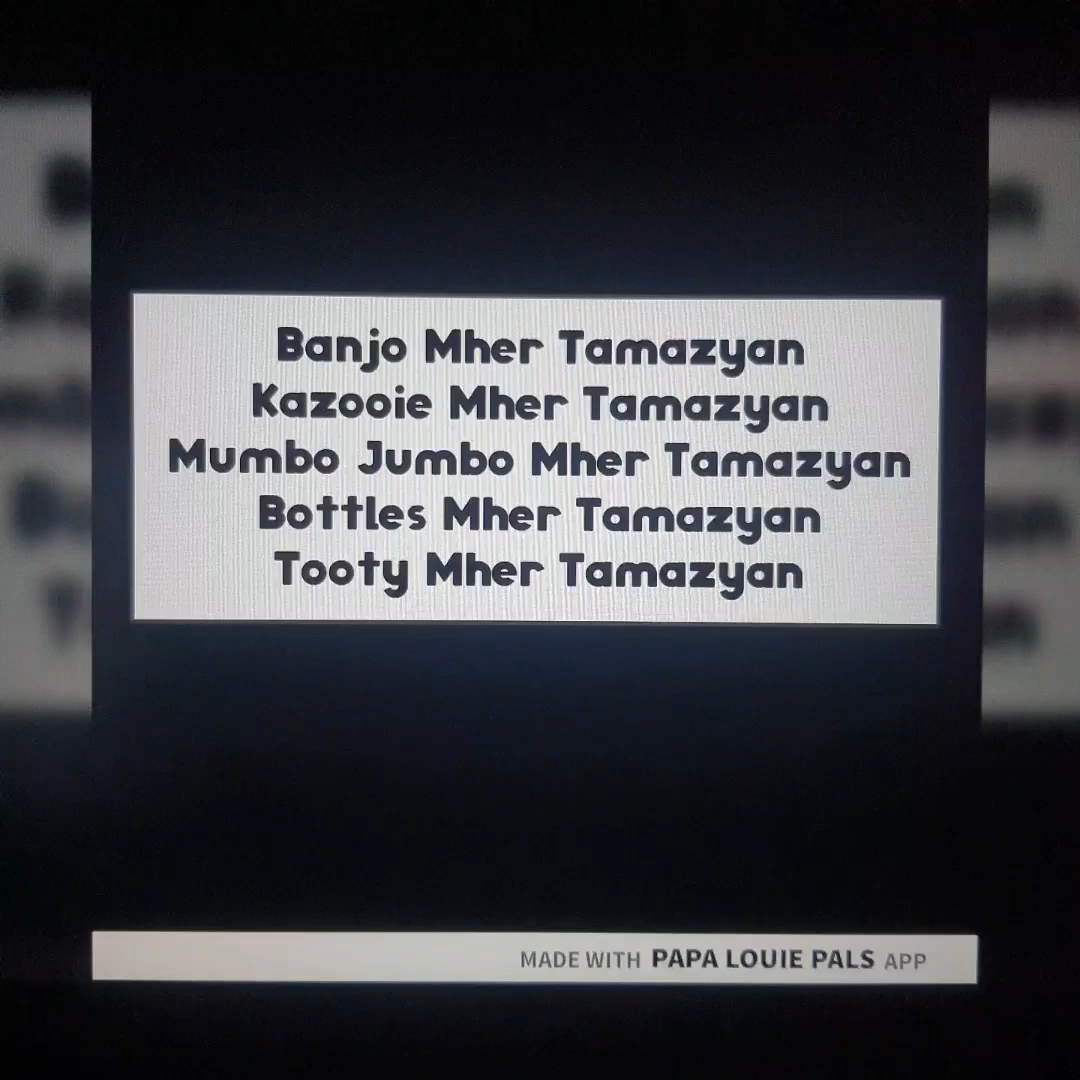 Banjo Mher Tamazyan
Kazooie Mher Tamazyan
Mumbo Jumbo Mher Tamazyan
Bottles Mher Tamazyan
Tooty Mher Tamazyan
MADE WITH PAPA LOUIE PALS APP